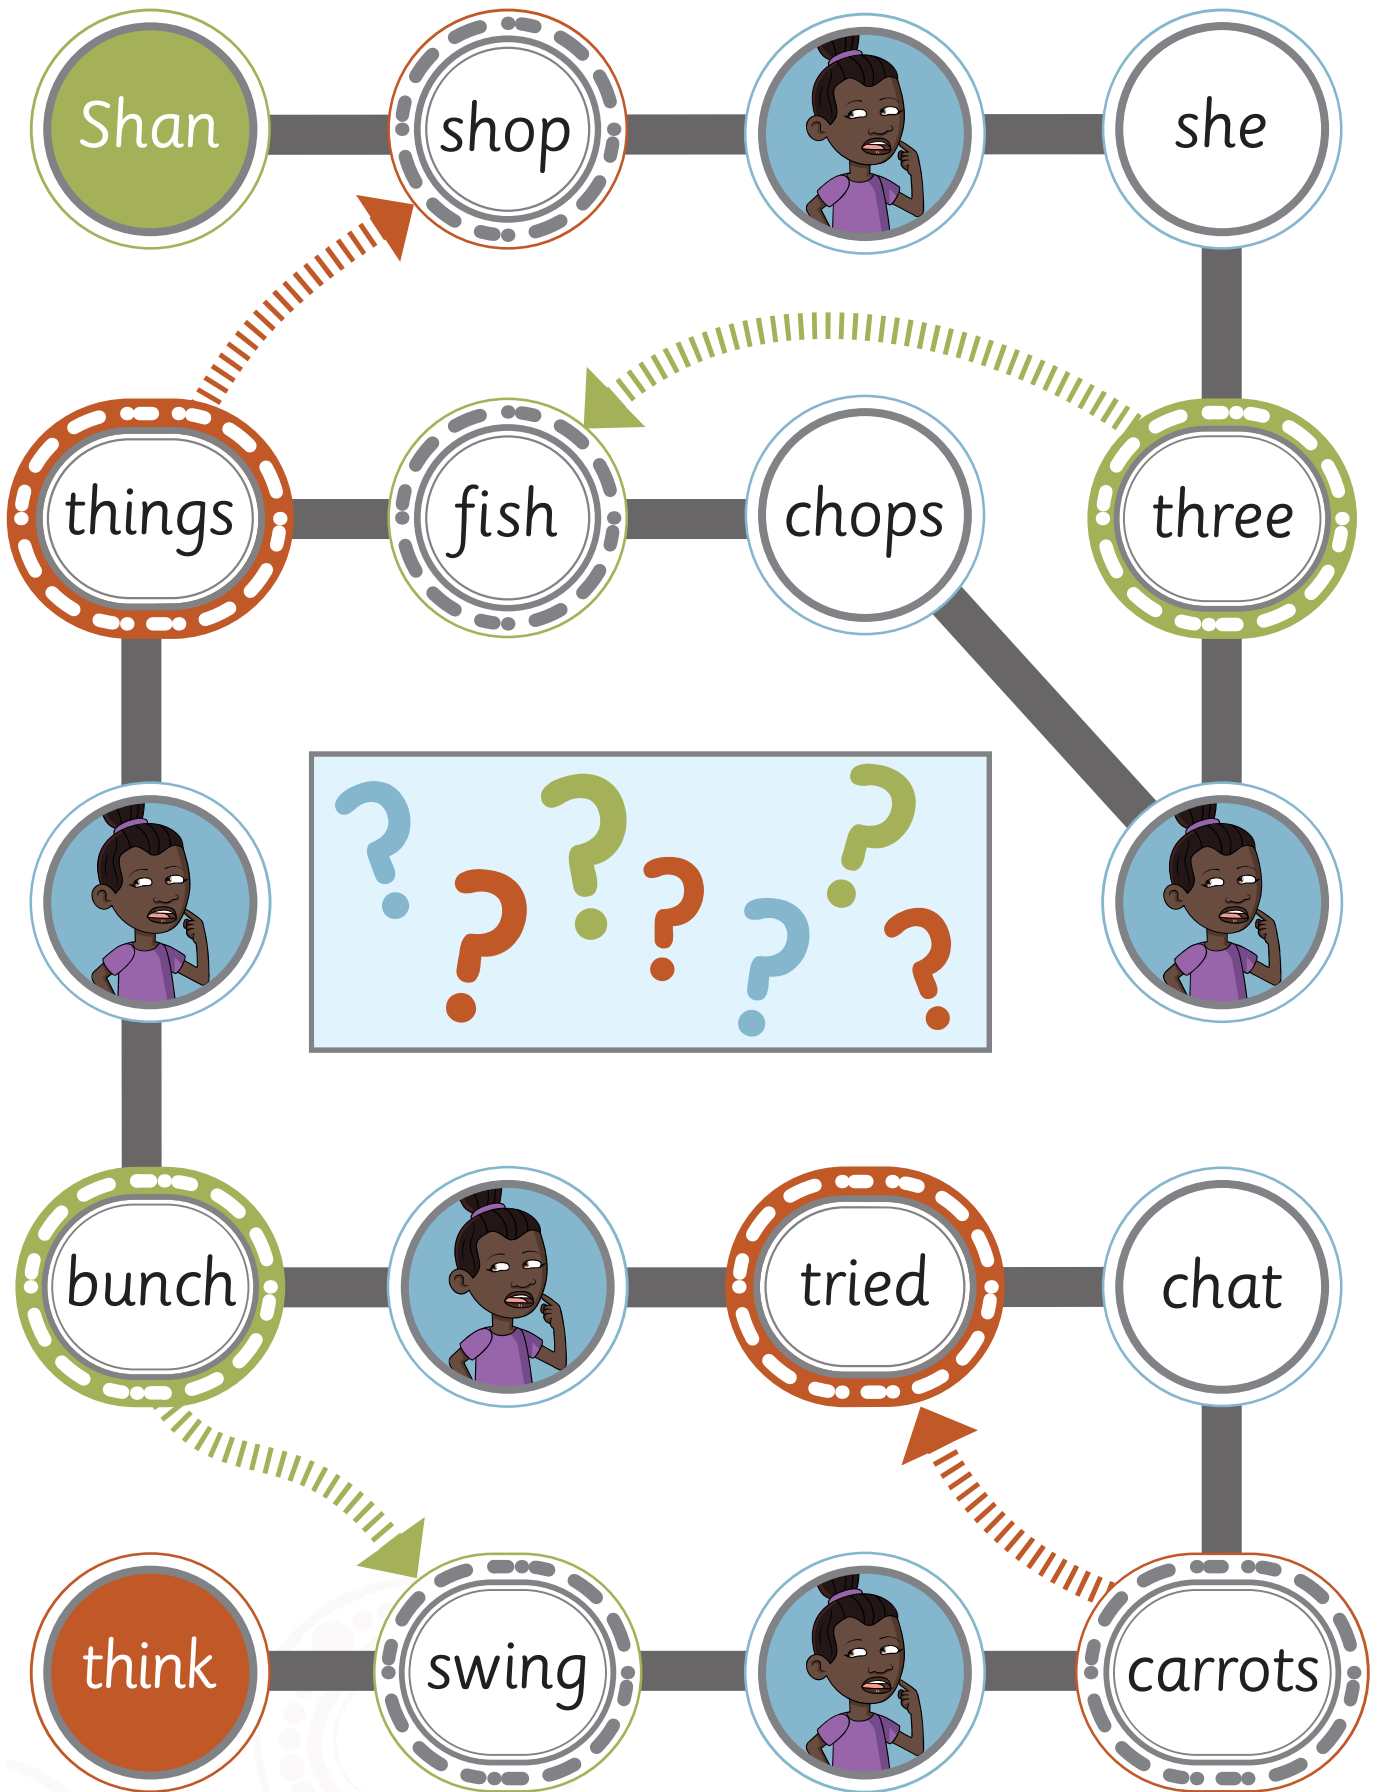 Shan
shop
she
things
fish
chops
three
bunch
tried
chat
think
swing
carrots